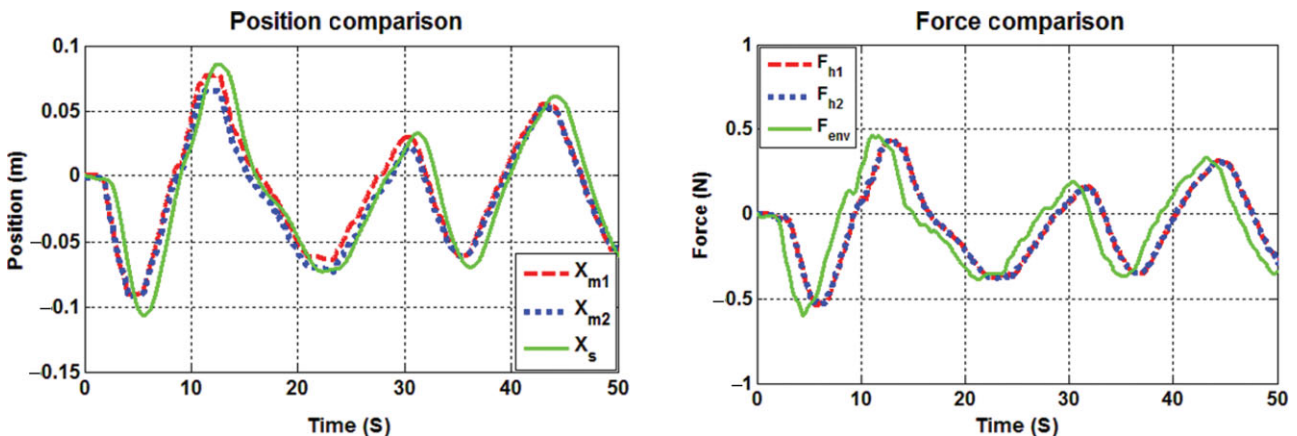 Position comparison
Position (m)
0.1
0.05
0
–0.05
–0.1
–0.15
X_m1
X_m2
X_s
0 10 20 30 40 50
Time (S)
Force comparison
Force (N)
1
0.5
0
–0.5
–1
F_h1
F_h2
F_env
0 10 20 30 40 50
Time (S)